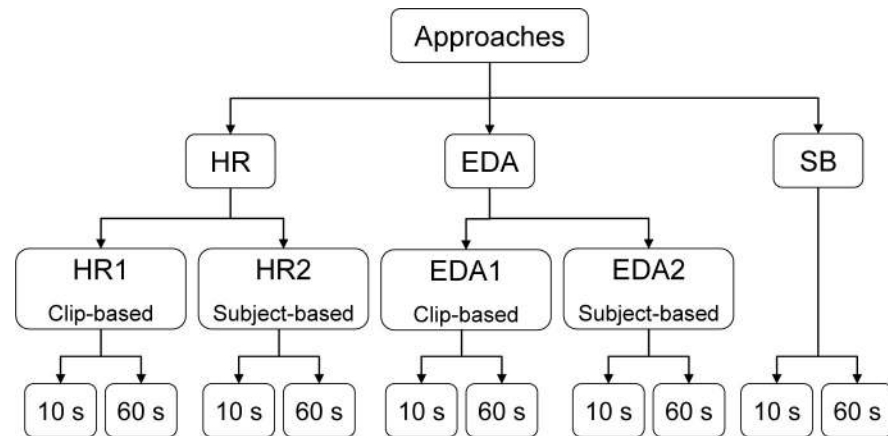 Approaches
HR
EDA
SB
HR1
Clip-based
HR2
Subject-based
EDA1
Clip-based
EDA2
Subject-based
10 s
60 s
10 s
60 s
10 s
60 s
10 s
60 s
10 s
60 s